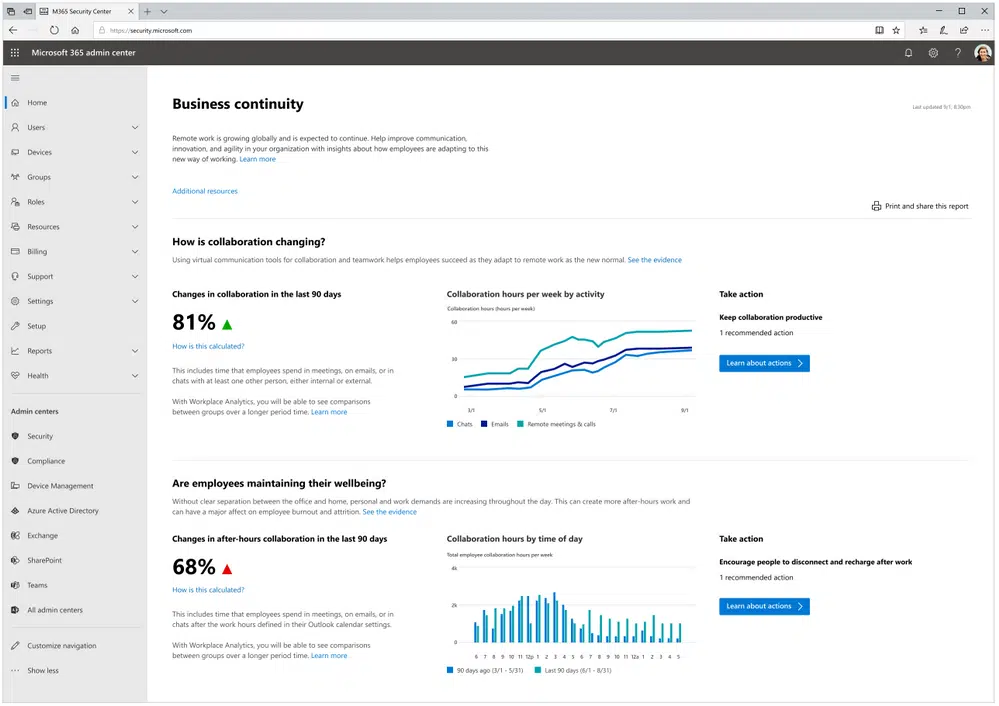 M365 Security Center
https://security.microsoft.com
Microsoft 365 admin center
Home
Users
Devices
Groups
Roles
Resources
Billing
Support
Settings
Setup
Reports
Health
Admin centers
Security
Compliance
Device Management
Azure Active Directory
Exchange
SharePoint
Teams
All admin centers
Customize navigation
Show less
Business continuity
Last updated 9/1, 8:30pm
Remote work is growing globally and is expected to continue. Help improve communication,
innovation, and agility in your organization with insights about how employees are adapting to this
new way of working. Learn more
Additional resources
Print and share this report
How is collaboration changing?
Using virtual communication tools for collaboration and teamwork helps employees succeed as they adapt to remote work as the new normal. See the evidence
Changes in collaboration in the last 90 days
81%
How is this calculated?
This includes time that employees spend in meetings, on emails, or in
chats with at least one other person, either internal or external.
With Workplace Analytics, you will be able to see comparisons
between groups over a longer period time. Learn more
Collaboration hours per week by activity
Collaboration hours (hours per week)
60
30
0
3/1 5/1 7/1 9/1
Chats Emails Remote meetings & calls
Take action
Keep collaboration productive
1 recommended action
Learn about actions
Are employees maintaining their wellbeing?
Without clear separation between the office and home, personal and work demands are increasing throughout the day. This can create more after-hours work and
can have a major affect on employee burnout and attrition. See the evidence
Changes in after-hours collaboration in the last 90 days
68%
How is this calculated?
This includes time that employees spend in meetings, on emails, or in
chats after the work hours defined in their Outlook calendar settings.
With Workplace Analytics, you will be able to see comparisons
between groups over a longer period time. Learn more
Collaboration hours by time of day
Total employee collaboration hours per week
4k
2k
0
6 7 8 9 10 11 12p 1 2 3 4 5 6 7 8 9 10 11 12a 1 2 3 4 5
90 days ago (3/1 - 5/31) Last 90 days (6/1 - 8/31)
Take action
Encourage people to disconnect and recharge after work
1 recommended action
Learn about actions